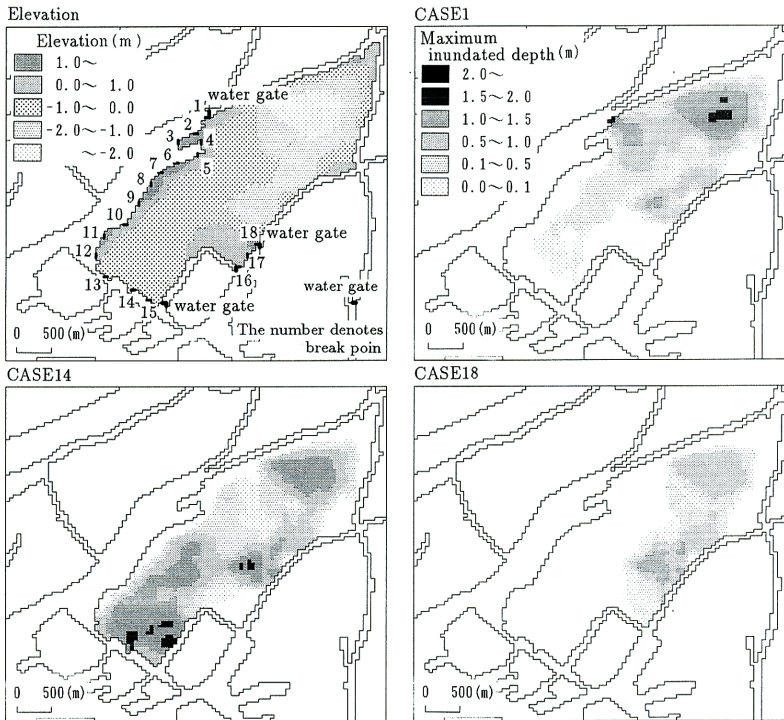 Elevation
Elevation (m)
1.0~
0.0~ 1.0
-1.0~ 0.0
-2.0~-1.0
~-2.0
water gate
1
2
3
4
5
6
7
8
9
10
11
12
13
14
15
water gate
16
17
18
water gate
water gate
0 500 (m)
The number denotes
break poin
CASE1
Maximum
inundated depth (m)
2.0~
1.5~2.0
1.0~1.5
0.5~1.0
0.1~0.5
0.0~0.1
0 500 (m)
CASE14
0 500 (m)
CASE18
0 500 (m)